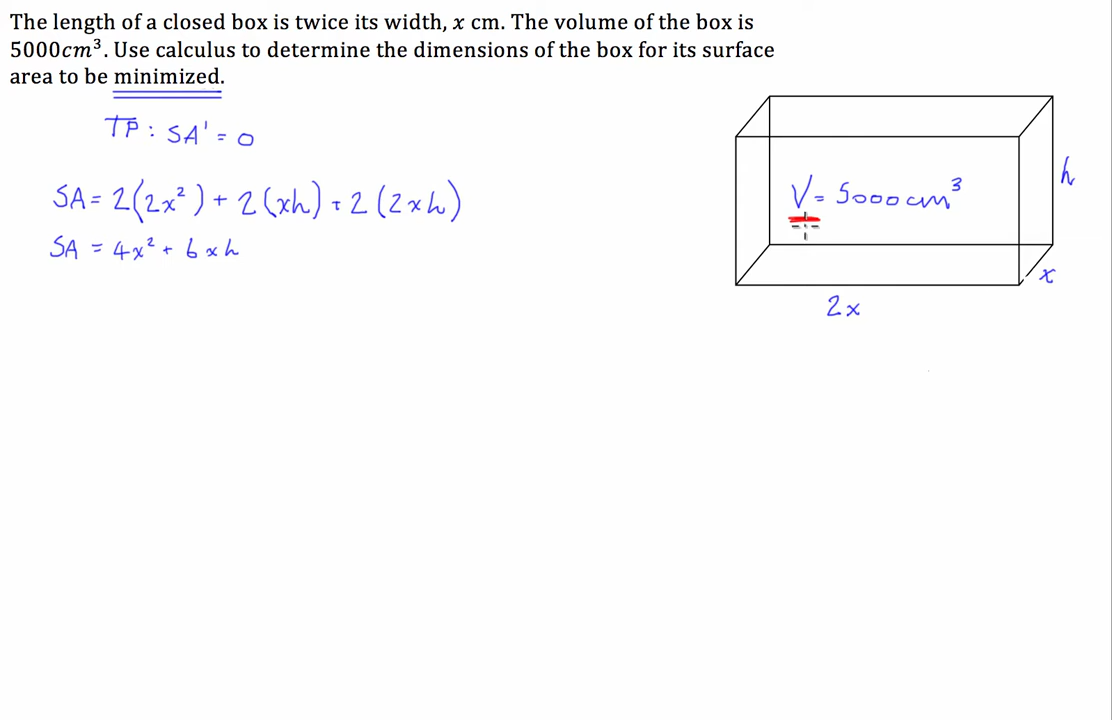 The length of a closed box is twice its width, x cm. The volume of the box is
5000cm³. Use calculus to determine the dimensions of the box for its surface
area to be minimized.
TP: SA' = 0
SA = 2(2x²) + 2(xh) + 2(2xh)
SA = 4x² + 6xh
V = 5000cm³
h
x
2x